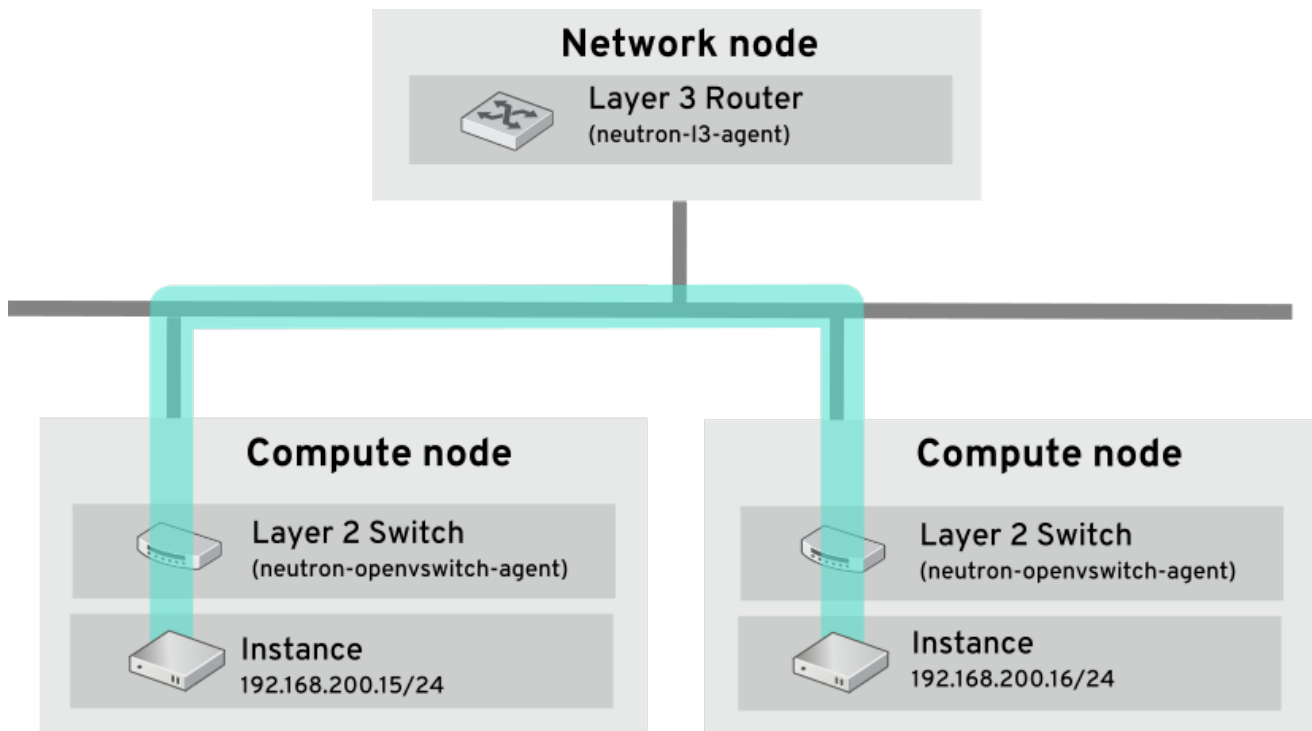 Network node
Layer 3 Router
(neutron-l3-agent)
Compute node
Layer 2 Switch
(neutron-openvswitch-agent)
Instance
192.168.200.15/24
Compute node
Layer 2 Switch
(neutron-openvswitch-agent)
Instance
192.168.200.16/24